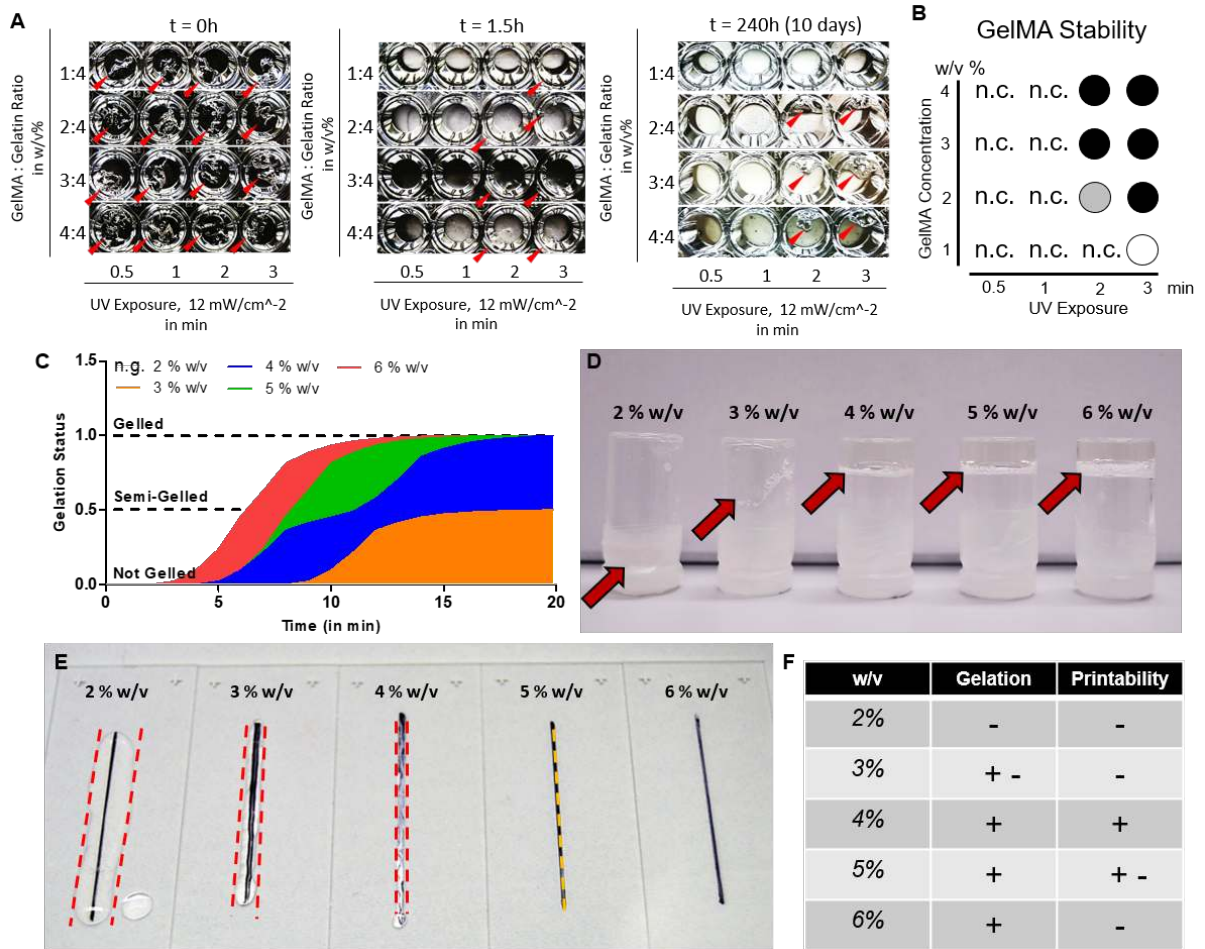 A
t = 0h
GelMA : Gelatin Ratio
in w/v%
1:4
2:4
3:4
4:4
0.5 1 2 3
UV Exposure, 12 mW/cm^-2
in min
t = 1.5h
GelMA : Gelatin Ratio
in w/v%
1:4
2:4
3:4
4:4
0.5 1 2 3
UV Exposure, 12 mW/cm^-2
in min
t = 240h (10 days)
GelMA : Gelatin Ratio
in w/v%
1:4
2:4
3:4
4:4
0.5 1 2 3
UV Exposure, 12 mW/cm^-2
in min
B
GelMA Stability
w/v %
GelMA Concentration
4 n.c. n.c.
3 n.c. n.c.
2 n.c. n.c.
1 n.c. n.c. n.c.
0.5 1 2 3 min
UV Exposure
C
Gelation Status
1.5
1.0
0.5
0.0
n.g. 2 % w/v 4 % w/v 6 % w/v
3 % w/v 5 % w/v
Gelled
Semi-Gelled
Not Gelled
0 5 10 15 20
Time (in min)
D
2 % w/v 3 % w/v 4 % w/v 5 % w/v 6 % w/v
E
2 % w/v 3 % w/v 4 % w/v 5 % w/v 6 % w/v
F
w/v Gelation Printability
2% - -
3% + - -
4% + +
5% + + -
6% + -